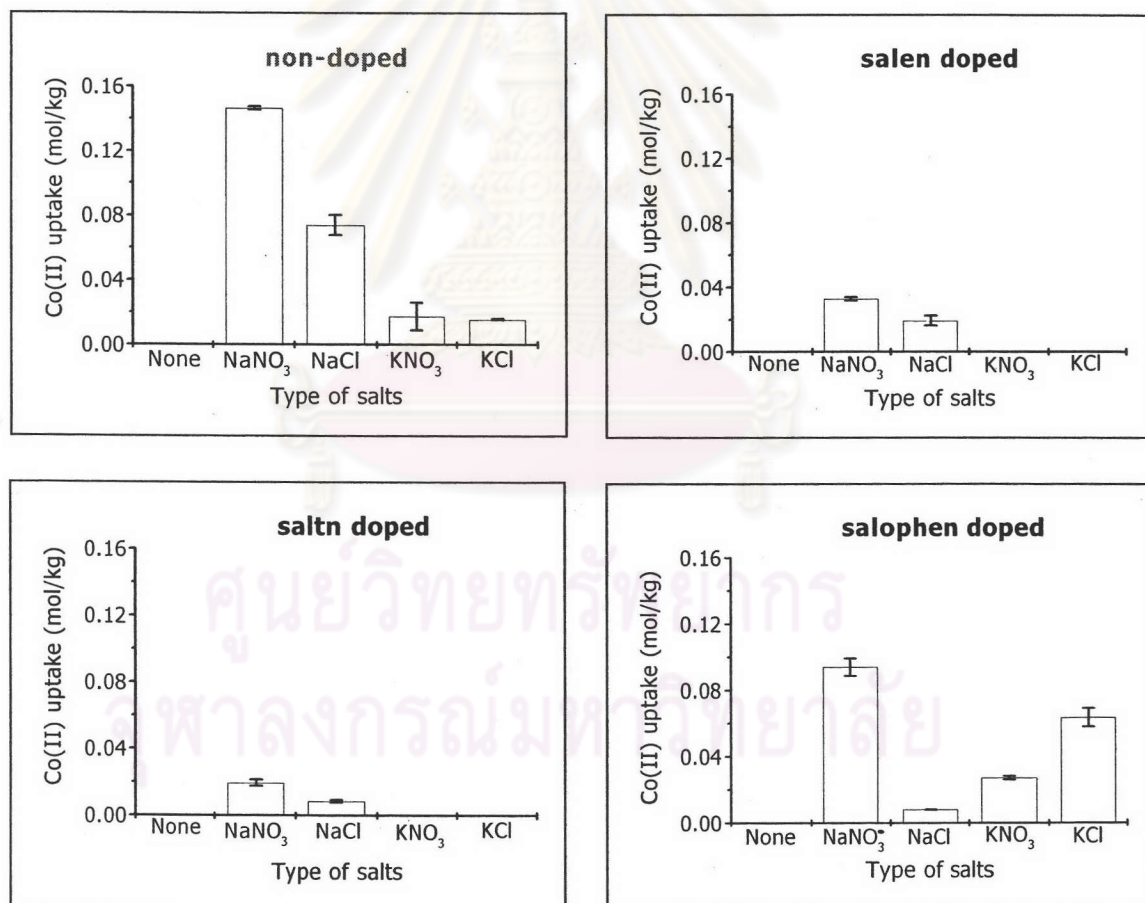 non-doped
Co(II) uptake (mol/kg)
0.16
0.12
0.08
0.04
0.00
None NaNO₃ NaCl KNO₃ KCl
Type of salts
salen doped
Co(II) uptake (mol/kg)
0.16
0.12
0.08
0.04
0.00
None NaNO₃ NaCl KNO₃ KCl
Type of salts
saltn doped
Co(II) uptake (mol/kg)
0.16
0.12
0.08
0.04
0.00
None NaNO₃ NaCl KNO₃ KCl
Type of salts
salophen doped
Co(II) uptake (mol/kg)
0.16
0.12
0.08
0.04
0.00
None NaNO₃ NaCl KNO₃ KCl
Type of salts
ศูนย์วิทยทรัพยากร
จุฬาลงกรณ์มหาวิทยาลัย